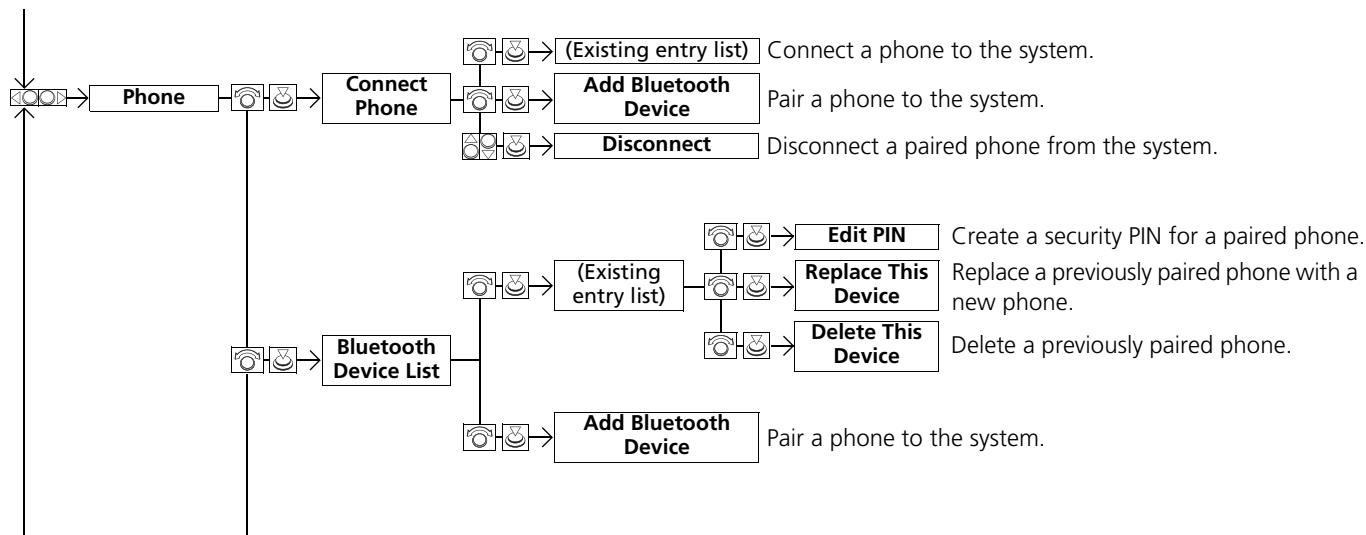 (Existing entry list) Connect a phone to the system.
Phone
Connect
Phone
Add Bluetooth
Device
Pair a phone to the system.
Disconnect Disconnect a paired phone from the system.
Edit PIN Create a security PIN for a paired phone.
(Existing
entry list)
Replace This
Device
Replace a previously paired phone with a
new phone.
Delete This
Device
Delete a previously paired phone.
Bluetooth
Device List
Add Bluetooth
Device
Pair a phone to the system.